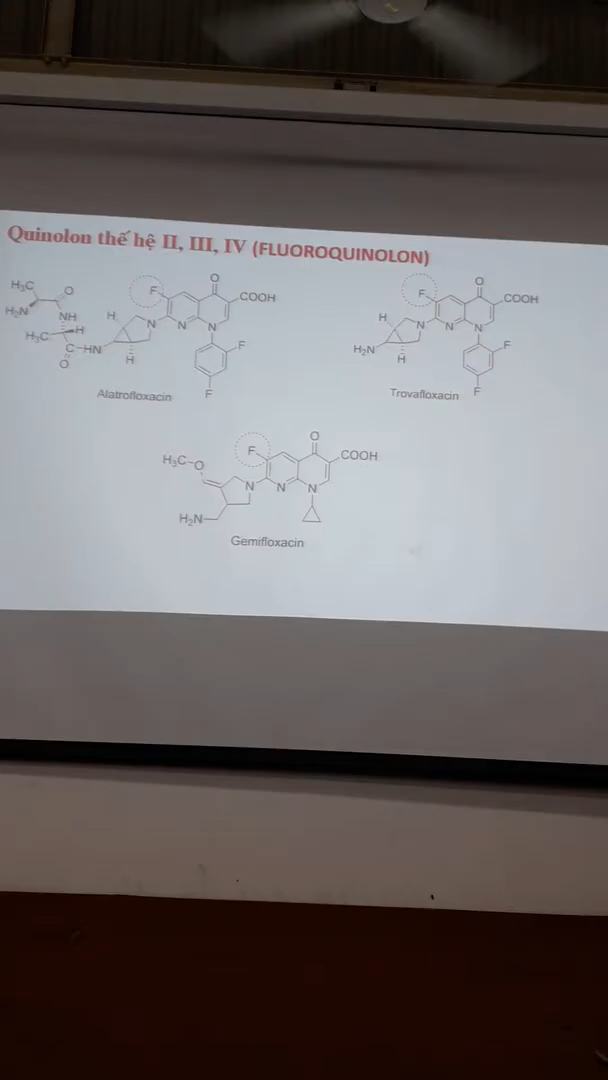 Quinolon thế hệ II, III, IV (FLUOROQUINOLON)
H₃C
O
H₂N
NH
H₃C
H
C-HN
O
H
H
N
F
N
N
O
COOH
F
F
Alatrofloxacin
F
O
COOH
H
N
N
N
H₂N
H
F
F
Trovafloxacin
F
O
COOH
H₃C-O
N
N
N
H₂N
Gemifloxacin